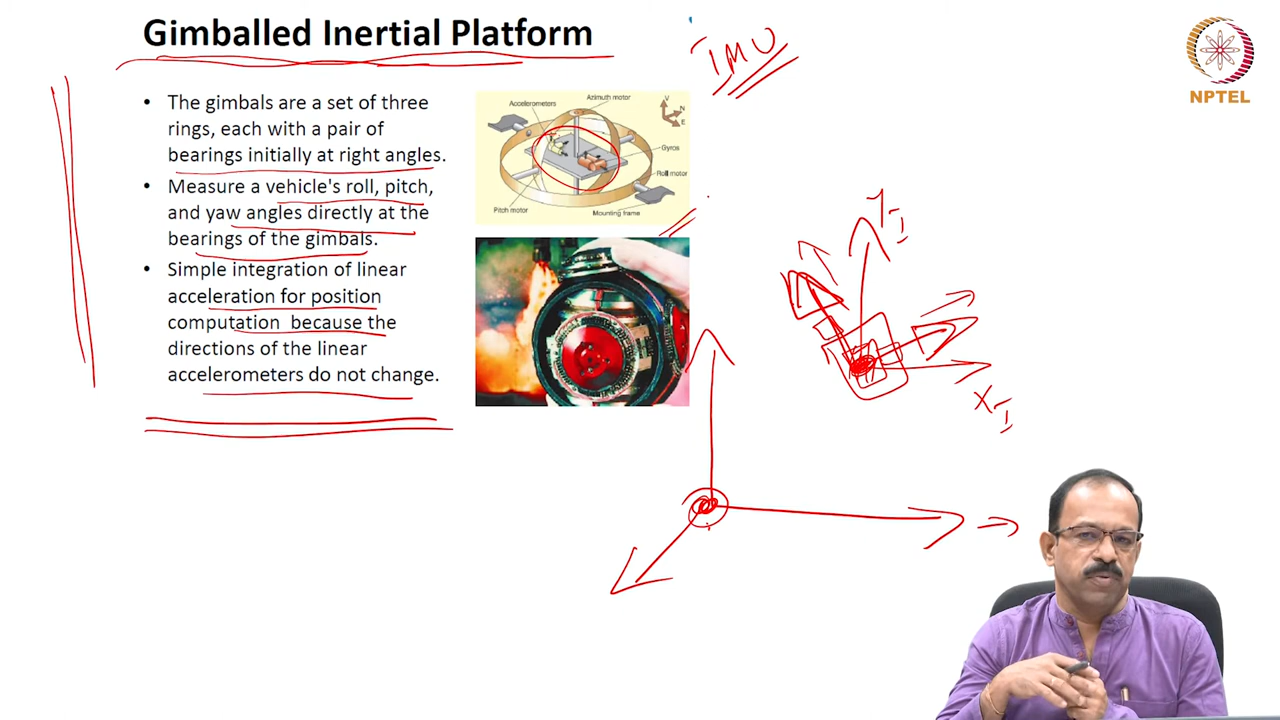 Gimballed Inertial Platform
IMU
NPTEL
• The gimbals are a set of three
rings, each with a pair of
bearings initially at right angles.
• Measure a vehicle's roll, pitch,
and yaw angles directly at the
bearings of the gimbals.
• Simple integration of linear
acceleration for position
computation because the
directions of the linear
accelerometers do not change.
Accelerometers
Azimuth motor
V
N
E
Gyros
Roll motor
Pitch motor
Mounting frame
Y_I
X_I